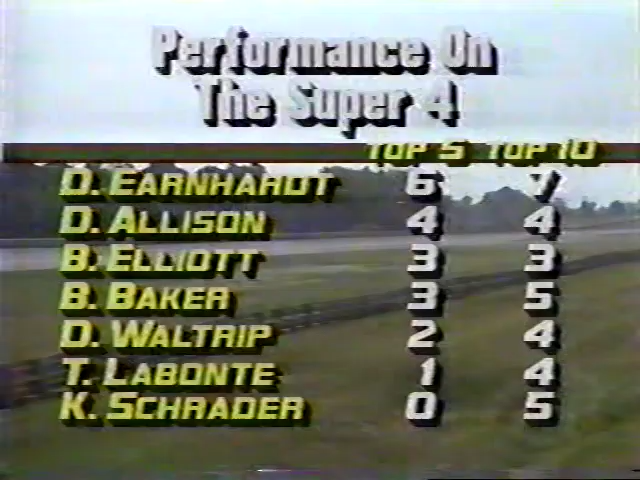 Performance On
The Super 4
TOP 5 TOP 10
D. EARNHARDT 6 7
D. ALLISON 4 4
B. ELLIOTT 3 3
B. BAKER 3 5
D. WALTRIP 2 4
T. LABONTE 1 4
K. SCHRADER 0 5